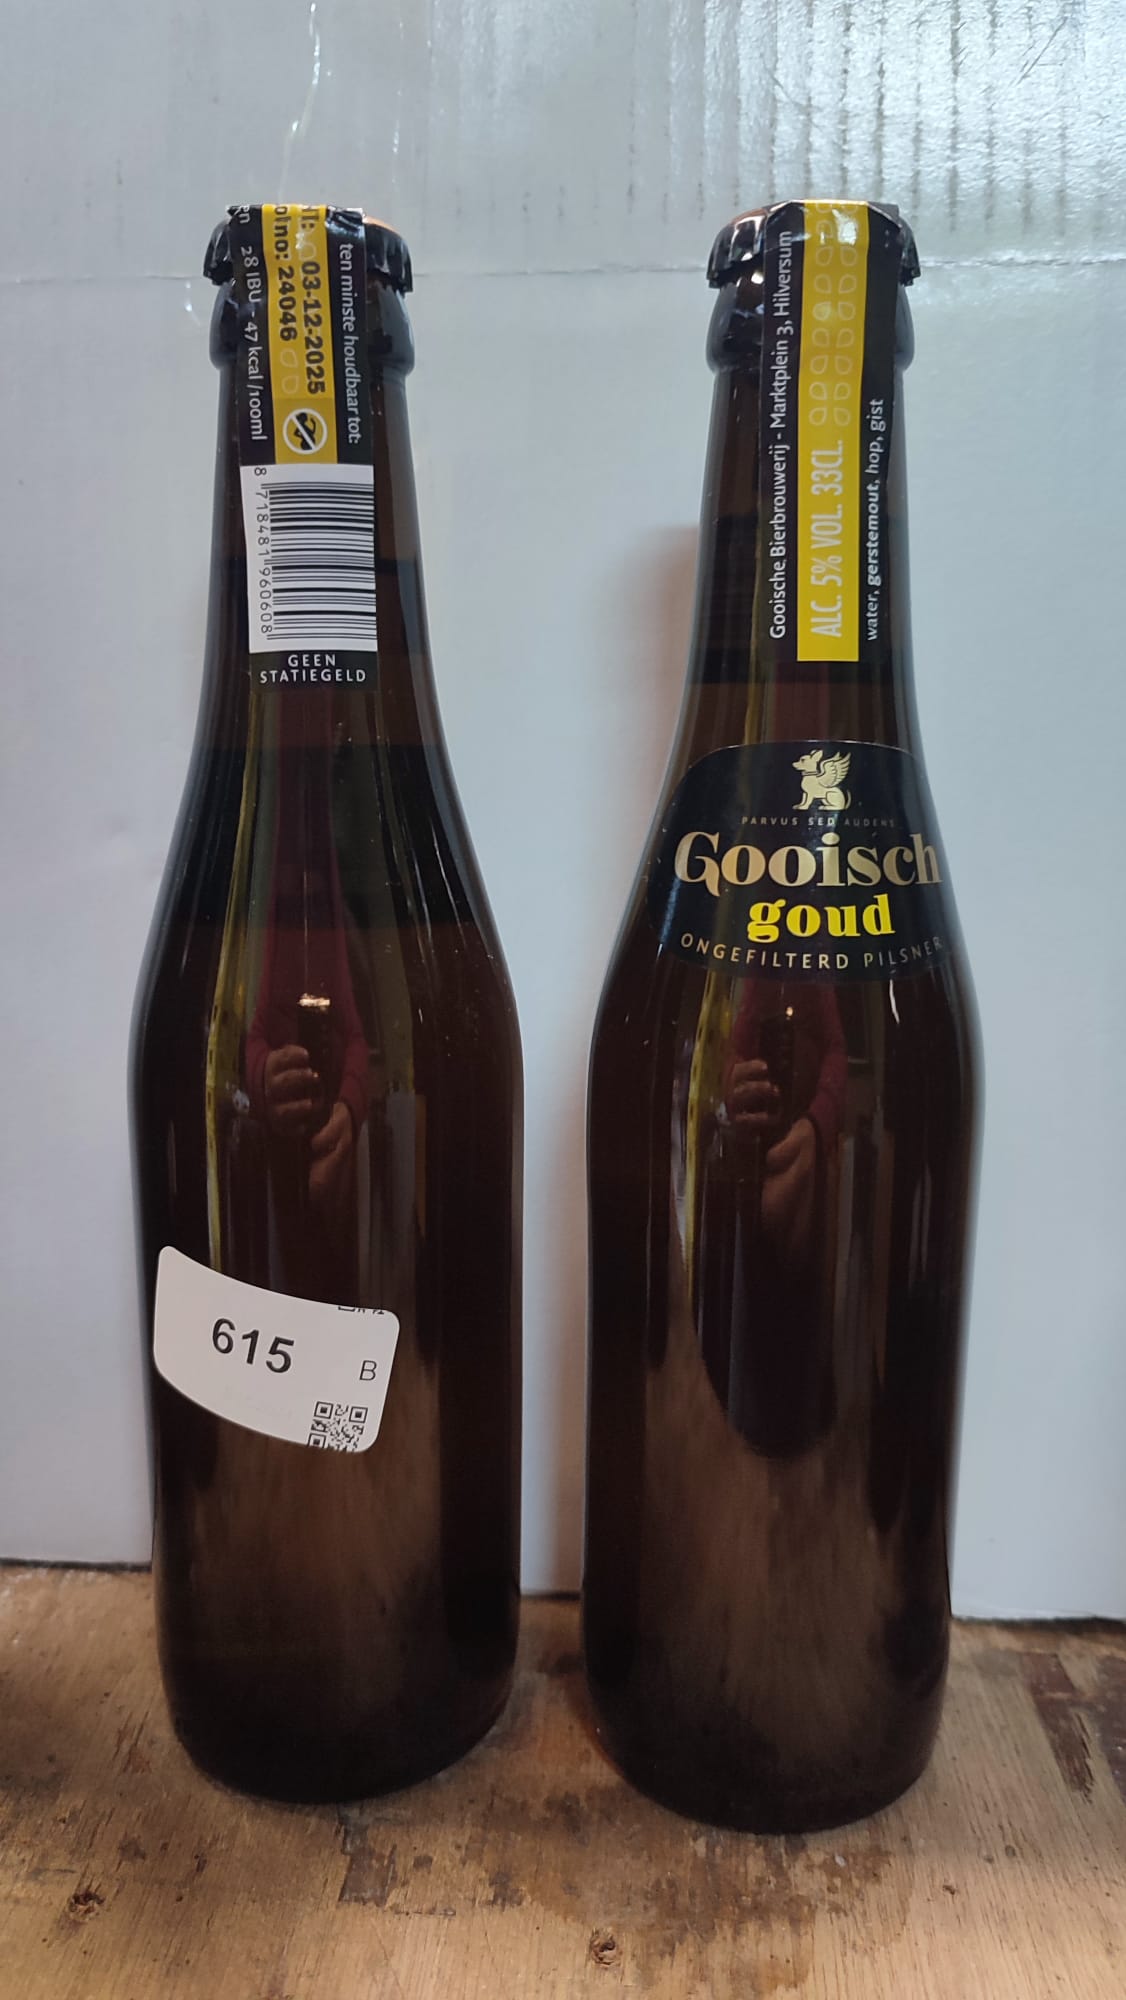 ten minste houdbaar tot:
03-12-2025
no: 24046
28 IBU - 47 kcal /100ml
8 718481 960608
GEEN
STATIEGELD
615
B
Gooische Bierbrouwerij - Marktplein 3, Hilversum
ALC. 5% VOL. 33CL.
water, gerstemout, hop, gist
PARVUS SED AUDENS
Gooisch
goud
ONGEFILTERD PILSNER